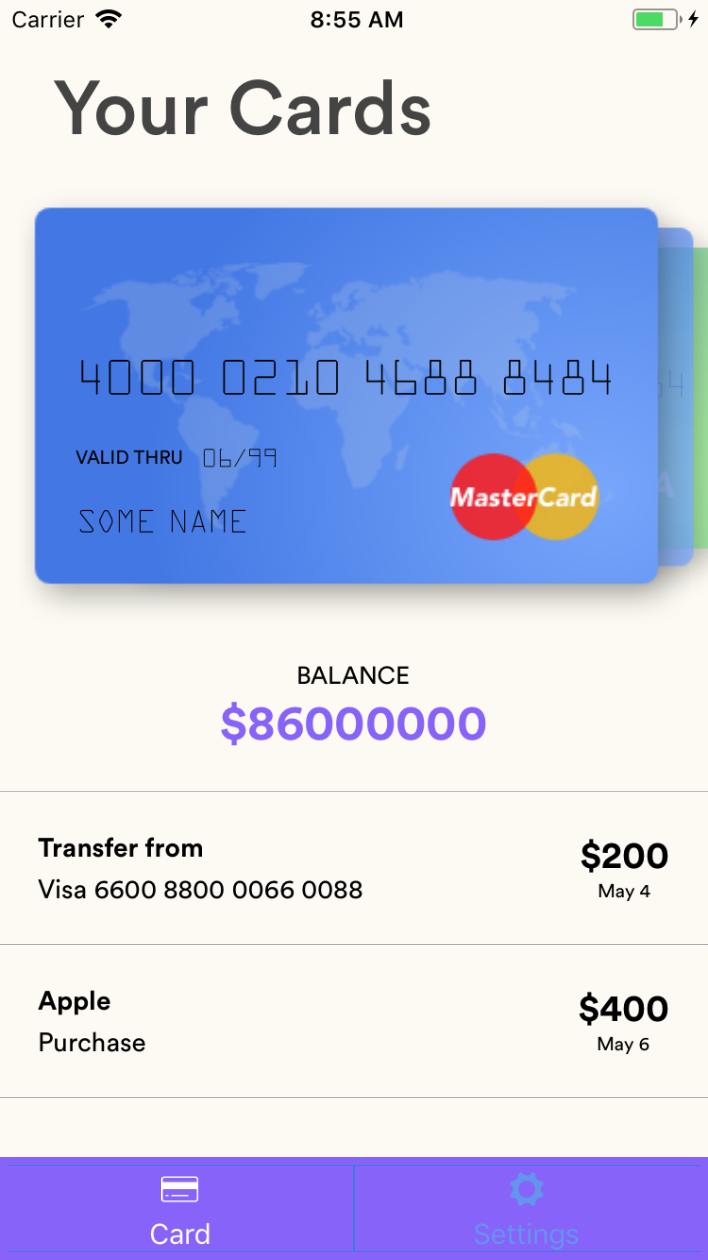 Carrier 8:55 AM
Your Cards
4000 0210 4688 8484
VALID THRU 06/99
MasterCard
SOME NAME
BALANCE
$86000000
Transfer from $200
Visa 6600 8800 0066 0088 May 4
Apple $400
Purchase May 6
Card Settings